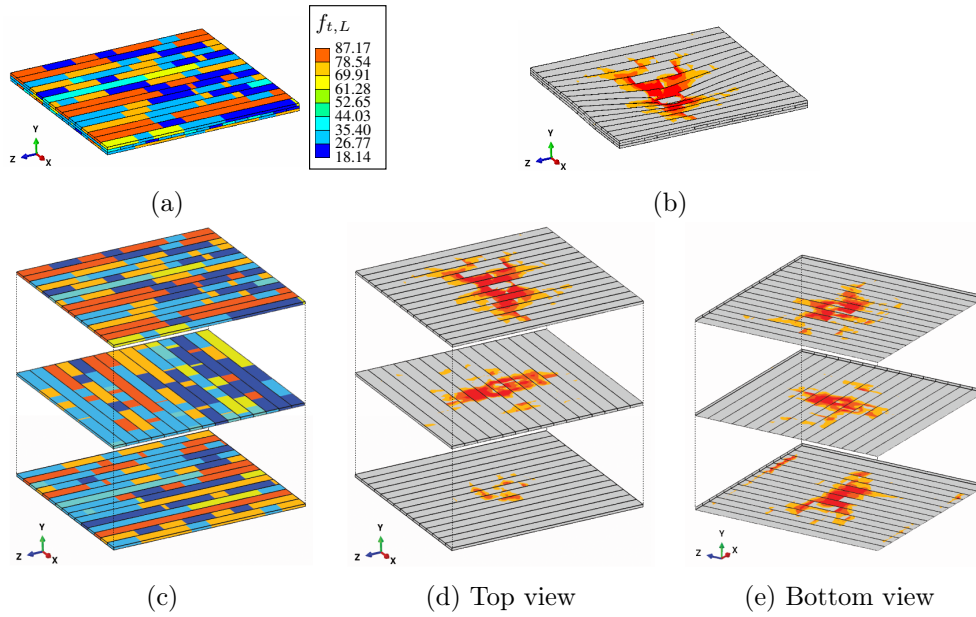 f_{t,L}
87.17
78.54
69.91
61.28
52.65
44.03
35.40
26.77
18.14
Y
Z
X
Y
Z
X
(a)
(b)
Y
Z
X
Y
Z
X
Y
Z
X
(c)
(d) Top view
(e) Bottom view